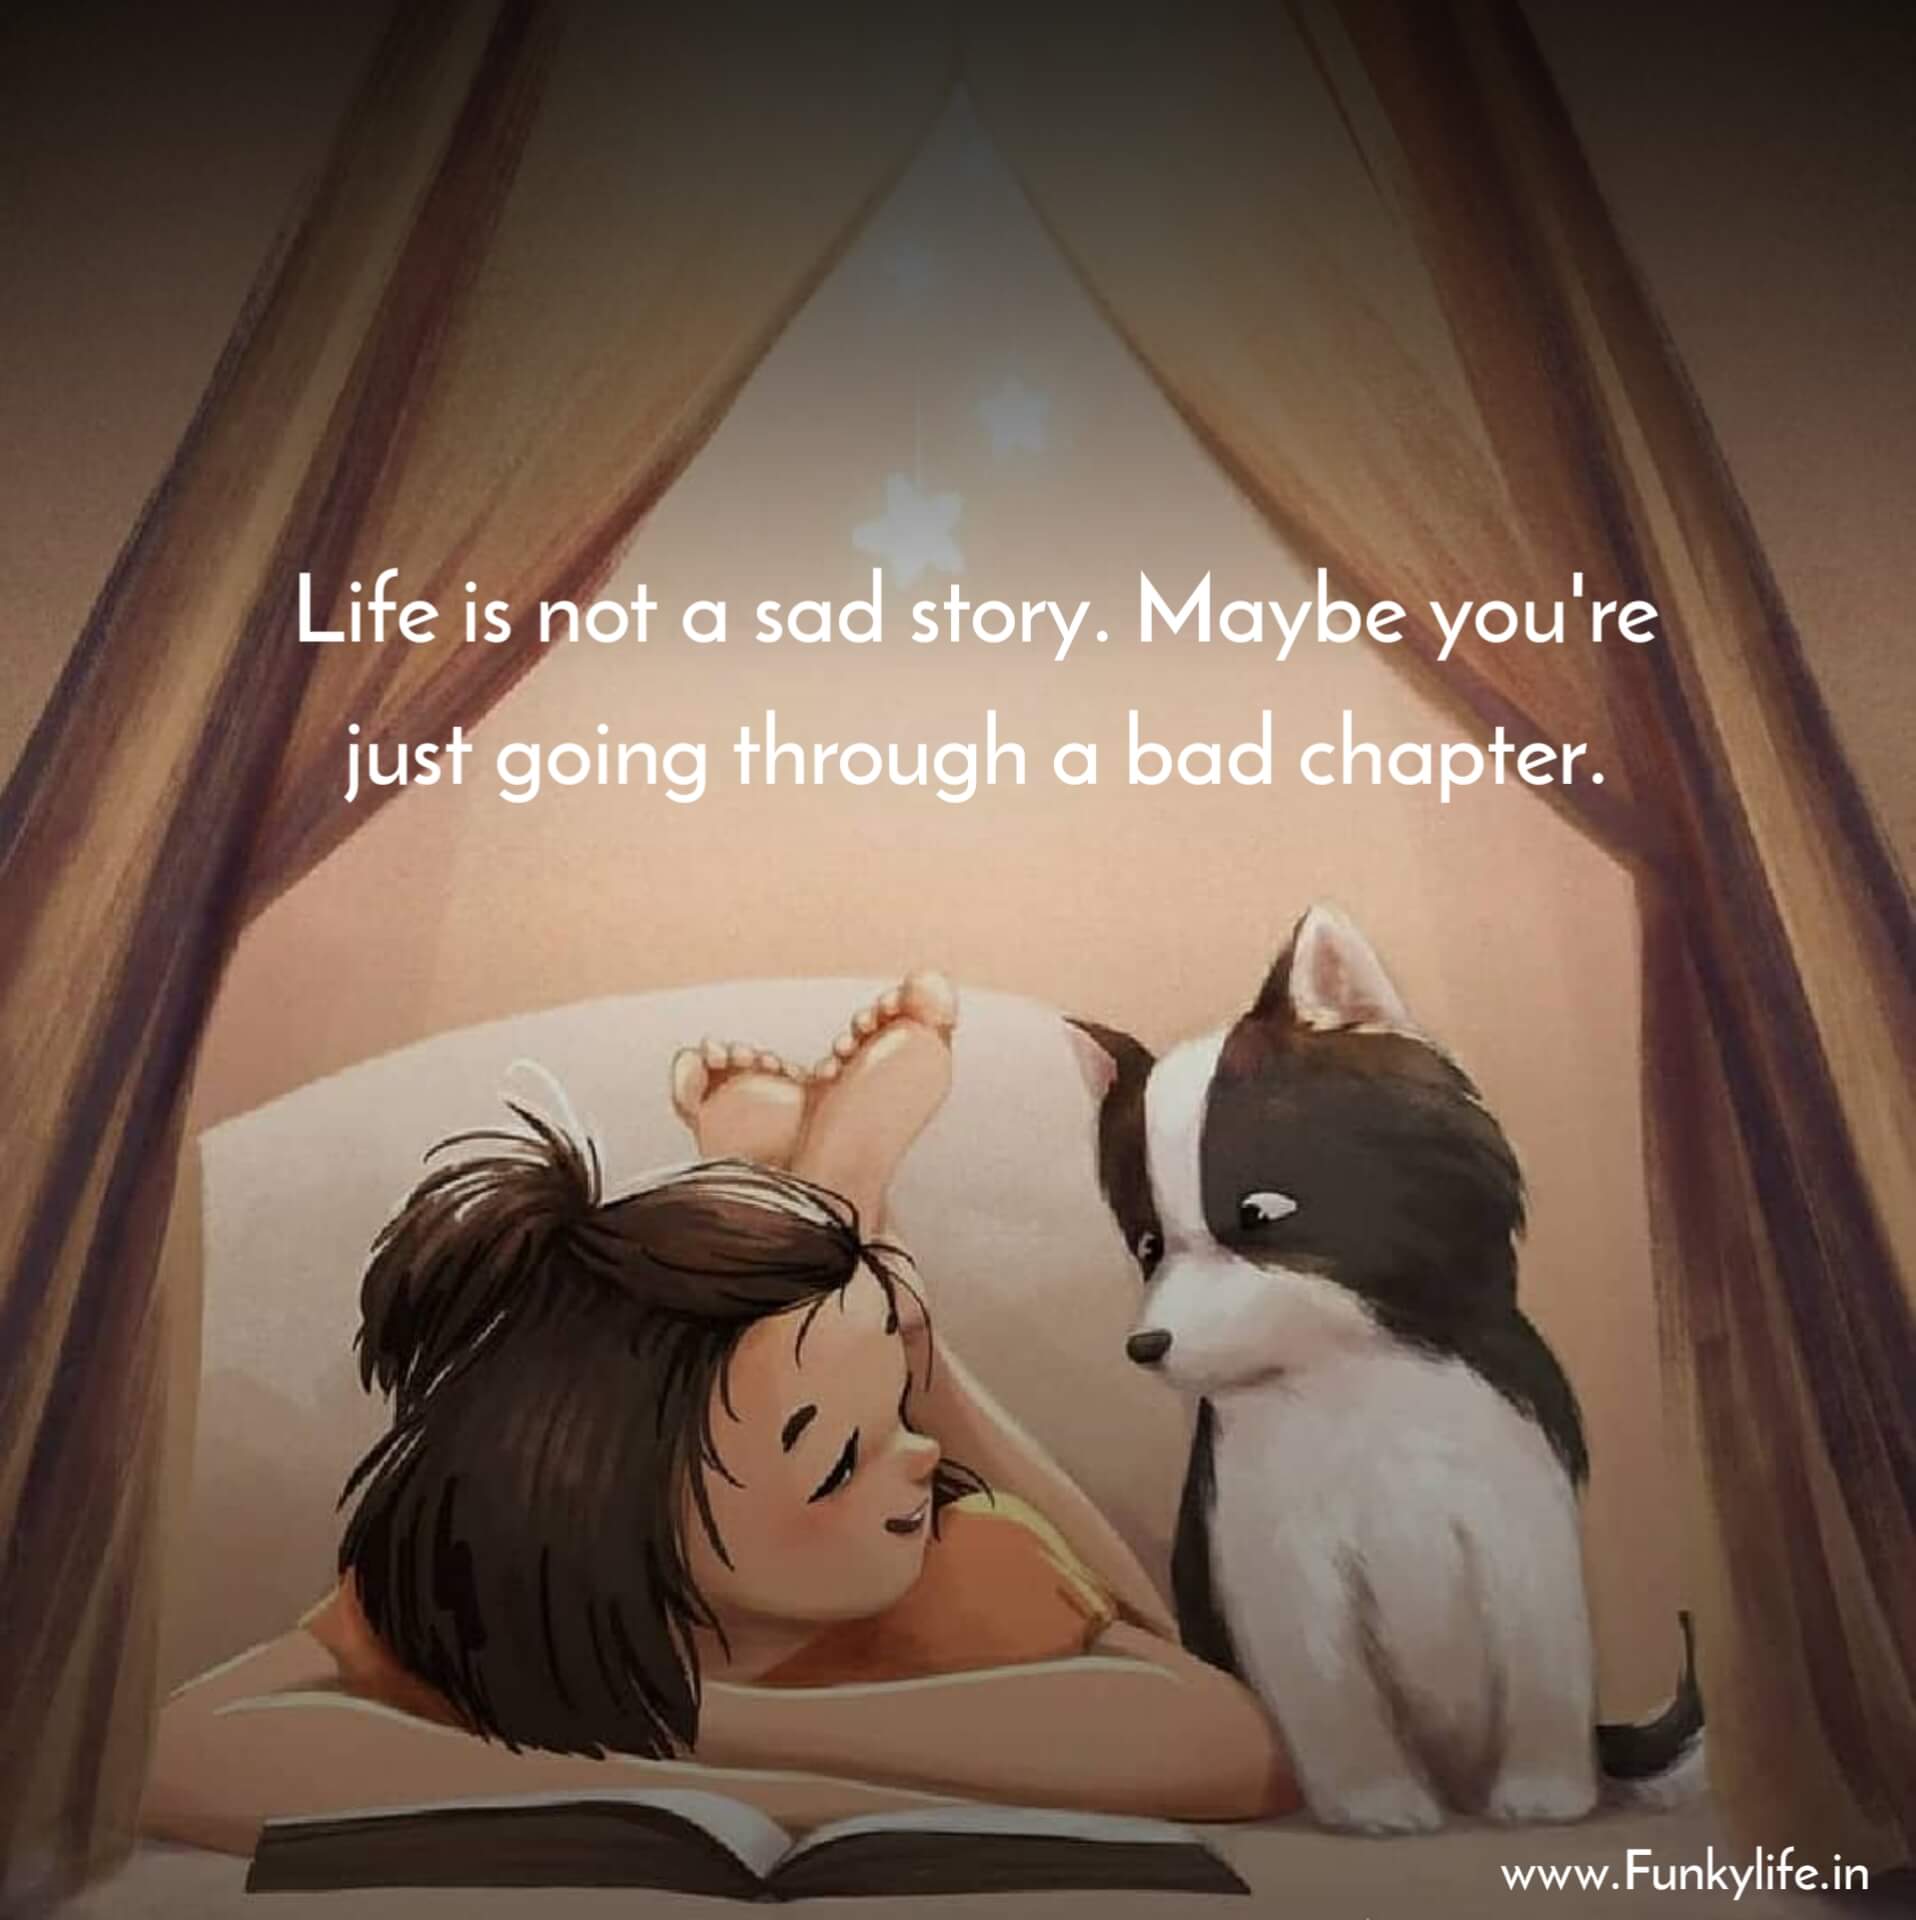 Life is not a sad story. Maybe you're
just going through a bad chapter.
www.Funkylife.in